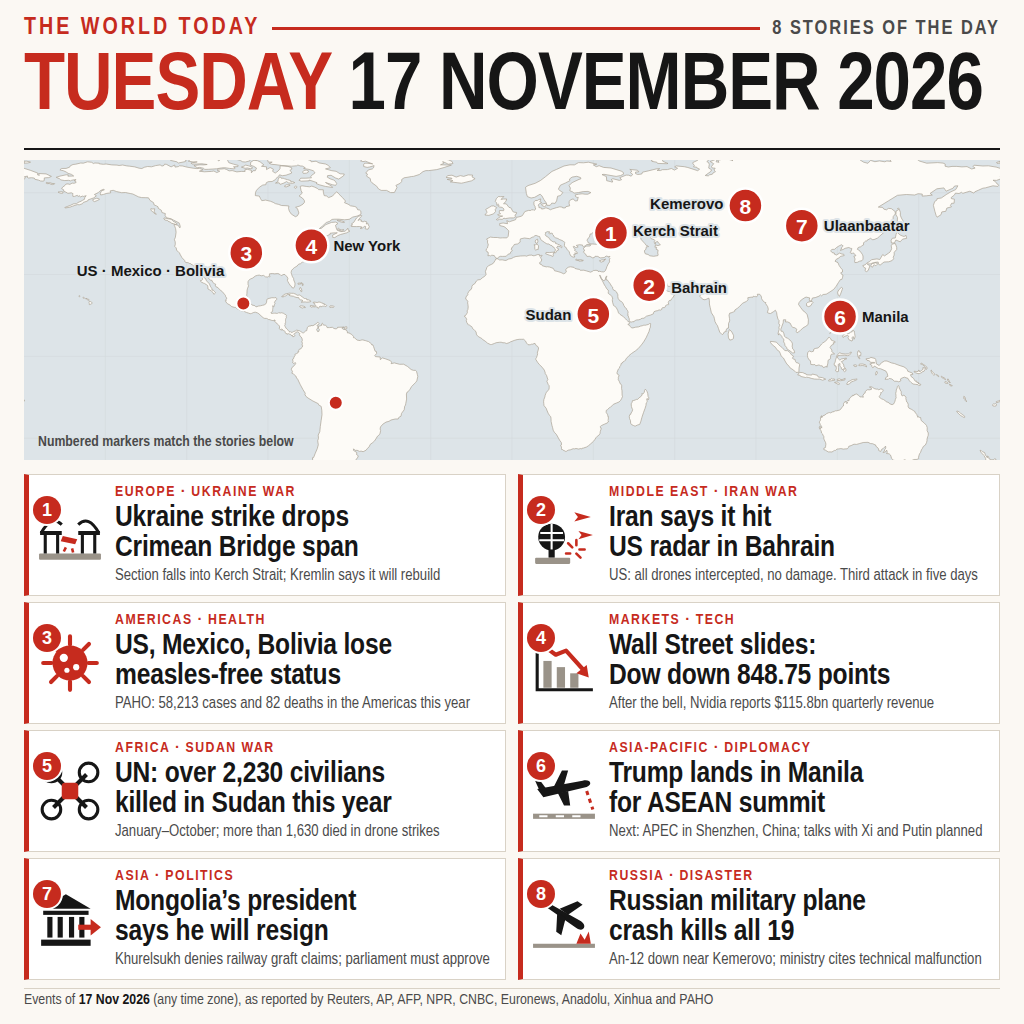 THE WORLD TODAY
8 STORIES OF THE DAY
TUESDAY 17 NOVEMBER 2026
Kemerovo 8
1 Kerch Strait
7 Ulaanbaatar
4 New York
3
US · Mexico · Bolivia
2 Bahrain
Sudan 5
6 Manila
Numbered markers match the stories below
1
EUROPE · UKRAINE WAR
Ukraine strike drops
Crimean Bridge span
Section falls into Kerch Strait; Kremlin says it will rebuild
2
MIDDLE EAST · IRAN WAR
Iran says it hit
US radar in Bahrain
US: all drones intercepted, no damage. Third attack in five days
3
AMERICAS · HEALTH
US, Mexico, Bolivia lose
measles-free status
PAHO: 58,213 cases and 82 deaths in the Americas this year
4
MARKETS · TECH
Wall Street slides:
Dow down 848.75 points
After the bell, Nvidia reports $115.8bn quarterly revenue
5
AFRICA · SUDAN WAR
UN: over 2,230 civilians
killed in Sudan this year
January–October; more than 1,630 died in drone strikes
6
ASIA-PACIFIC · DIPLOMACY
Trump lands in Manila
for ASEAN summit
Next: APEC in Shenzhen, China; talks with Xi and Putin planned
7
ASIA · POLITICS
Mongolia’s president
says he will resign
Khurelsukh denies railway graft claims; parliament must approve
8
RUSSIA · DISASTER
Russian military plane
crash kills all 19
An-12 down near Kemerovo; ministry cites technical malfunction
Events of 17 Nov 2026 (any time zone), as reported by Reuters, AP, AFP, NPR, CNBC, Euronews, Anadolu, Xinhua and PAHO